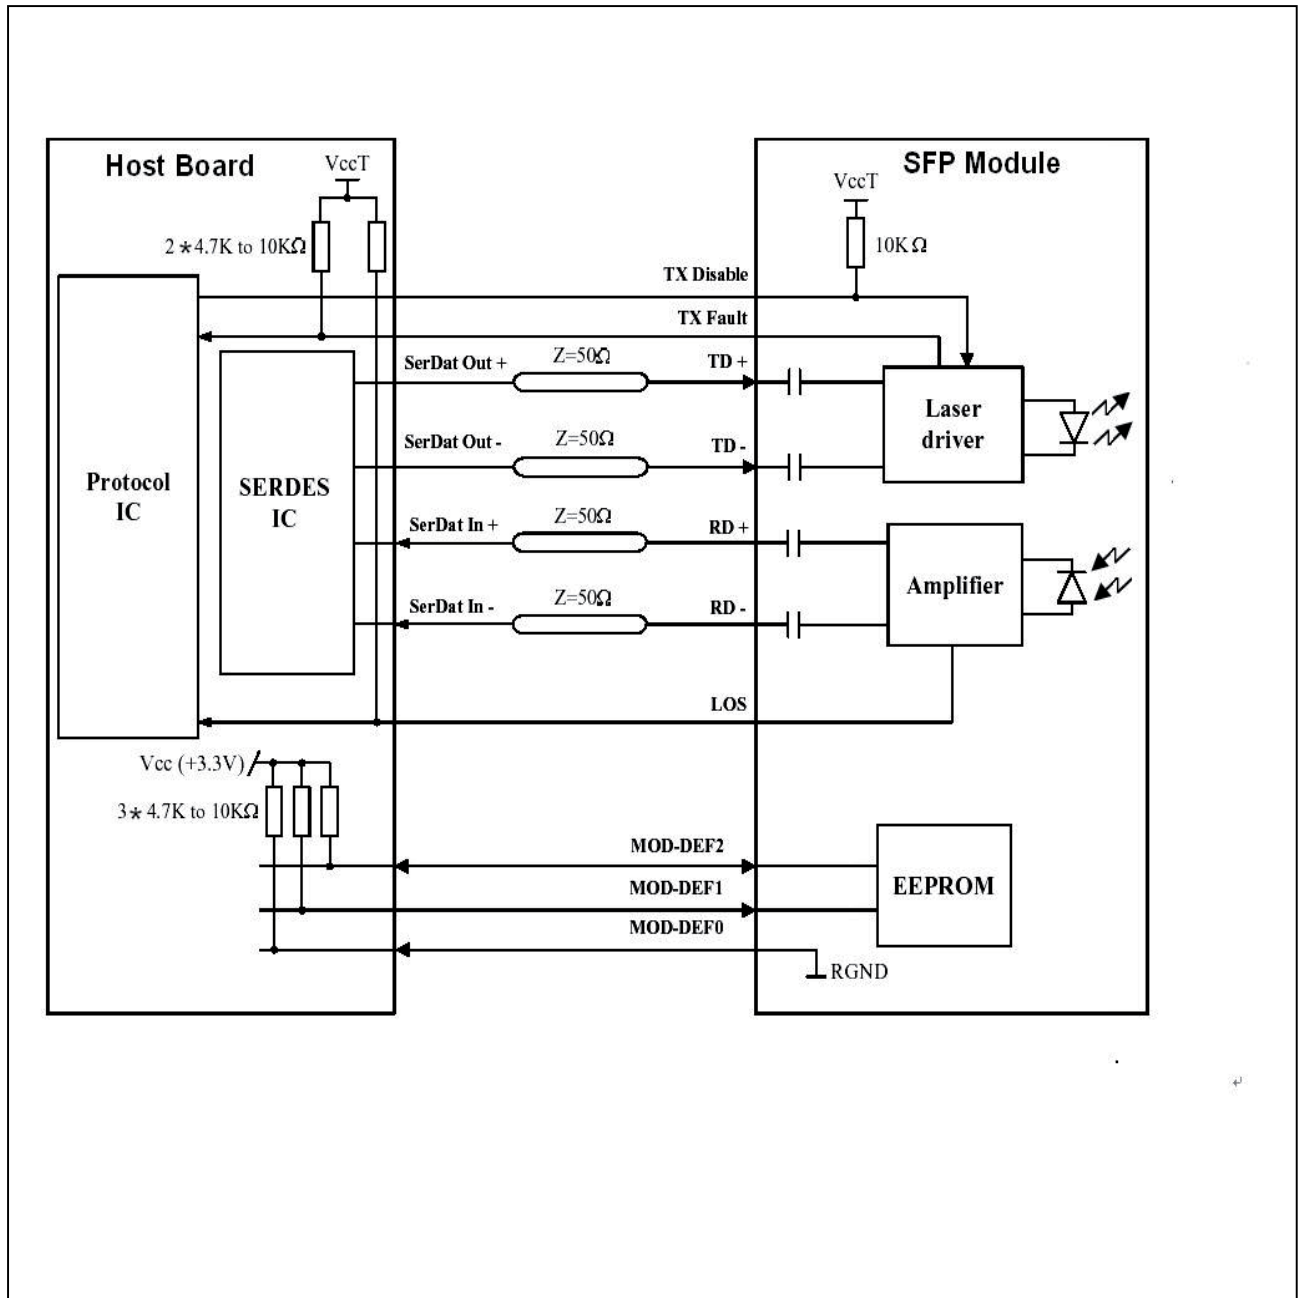 Host Board
VccT
2*4.7K to 10KΩ
SFP Module
VccT
10KΩ
TX Disable
TX Fault
SerDat Out +
Z=50Ω
TD +
SerDat Out -
Z=50Ω
TD -
Laser
driver
Protocol
IC
SERDES
IC
SerDat In +
Z=50Ω
RD +
SerDat In -
Z=50Ω
RD -
Amplifier
LOS
Vcc (+3.3V)
3*4.7K to 10KΩ
MOD-DEF2
MOD-DEF1
MOD-DEF0
EEPROM
RGND